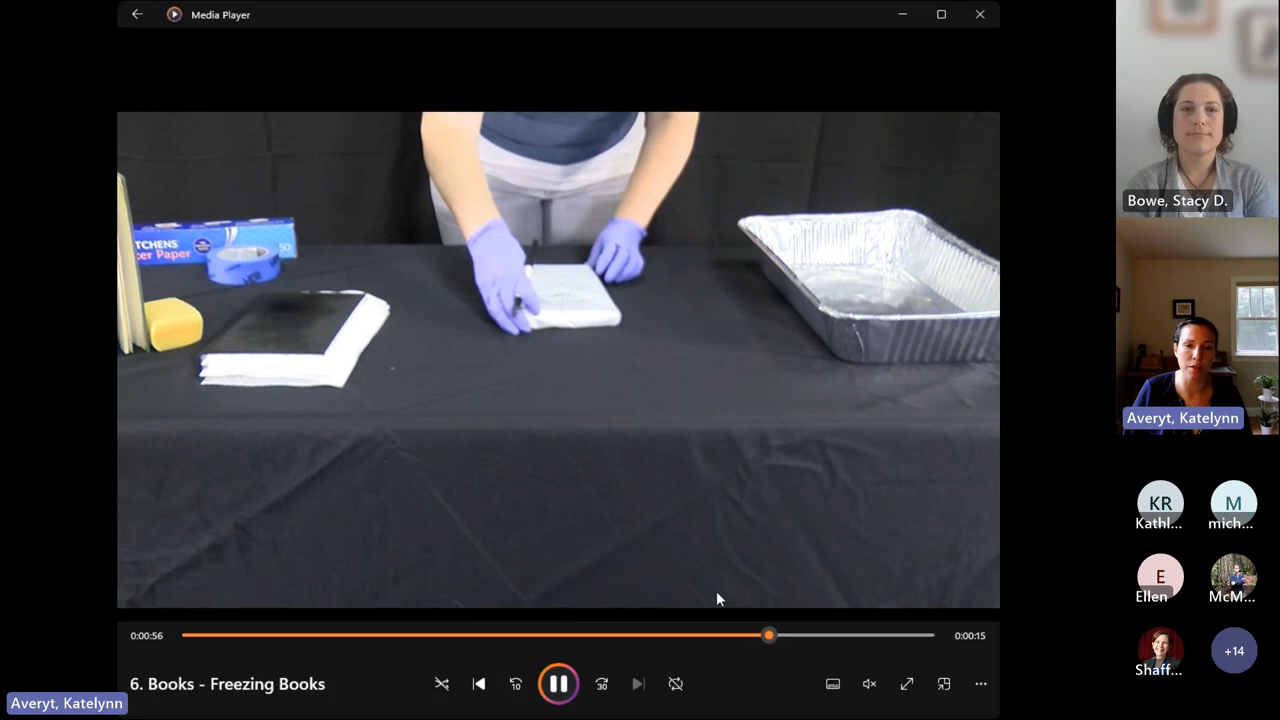 Media Player
TCHENS
er Paper
50
0:00:56
0:00:15
6. Books - Freezing Books
10
30
Averyt, Katelynn
Bowe, Stacy D.
Averyt, Katelynn
KR
Kathl...
M
mich...
E
Ellen
McM...
Shaff...
+14